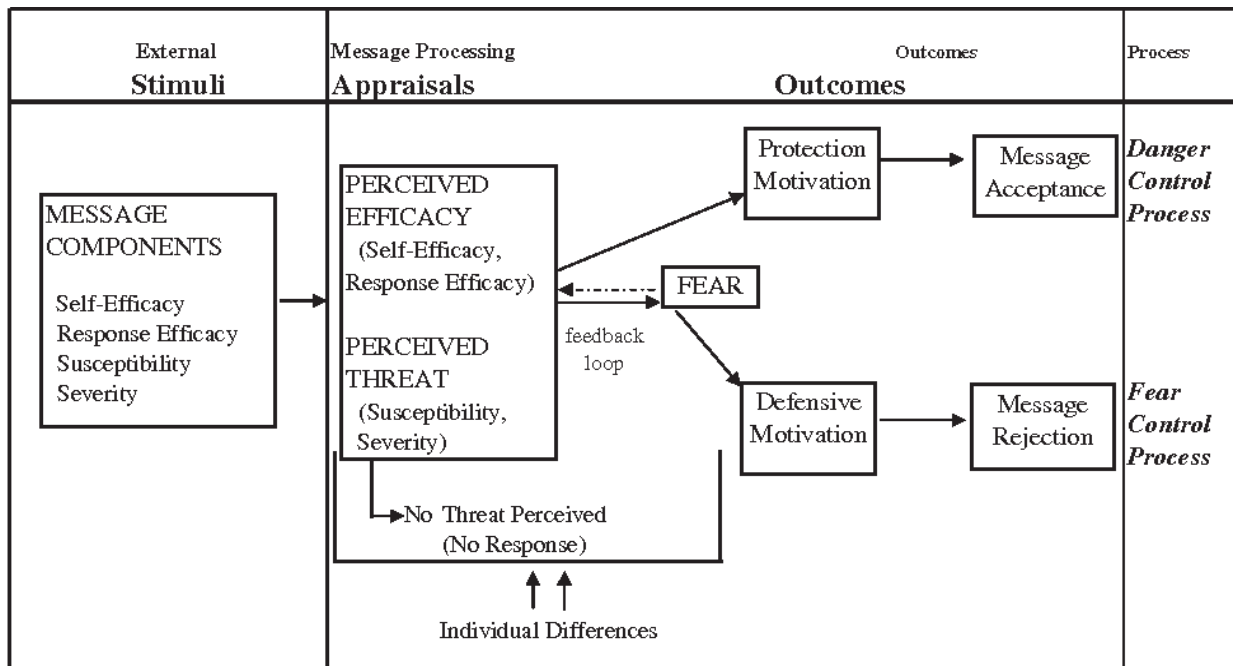 External
Stimuli
Message Processing
Appraisals
Outcomes
Outcomes
Process
MESSAGE
COMPONENTS
Self-Efficacy
Response Efficacy
Susceptibility
Severity
PERCEIVED
EFFICACY
(Self-Efficacy,
Response Efficacy)
PERCEIVED
THREAT
(Susceptibility,
Severity)
No Threat Perceived
(No Response)
Individual Differences
feedback
loop
FEAR
Protection
Motivation
Message
Acceptance
Danger
Control
Process
Defensive
Motivation
Message
Rejection
Fear
Control
Process